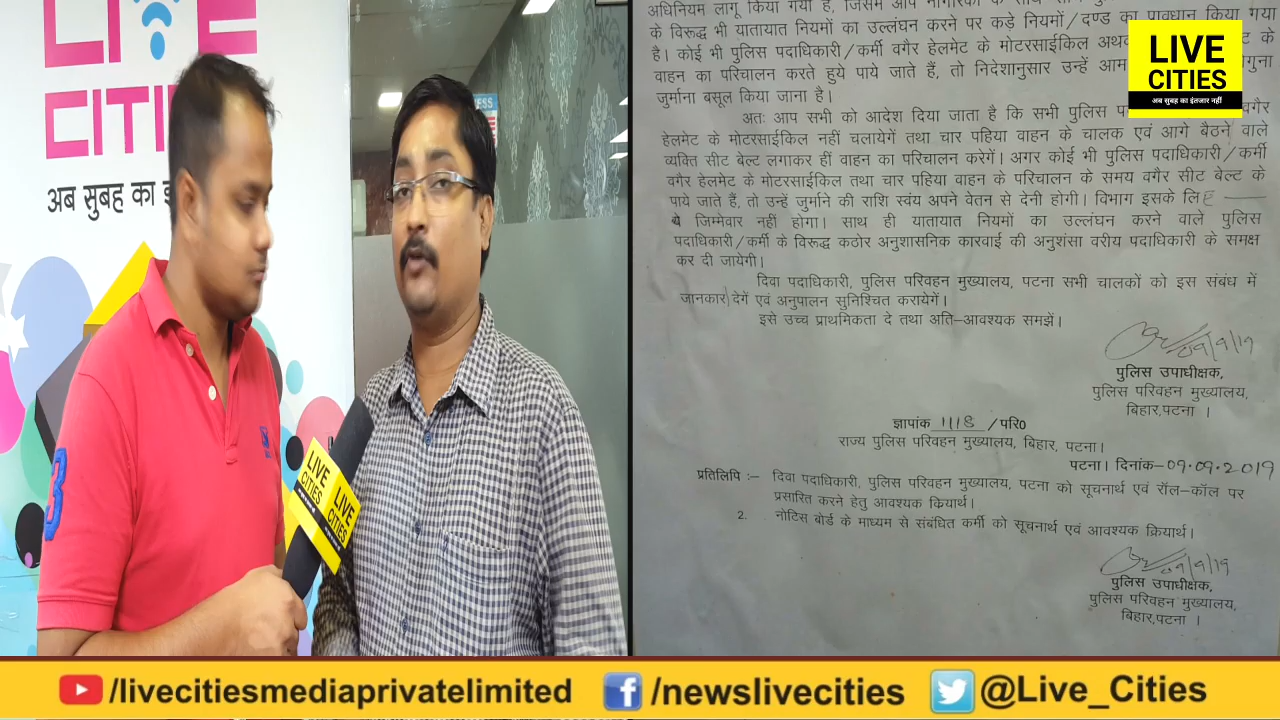 LIVE
CITIES
अब सुबह का इंतजार नहीं
LIVE
CITI
अब सुबह का
LIVE
CITIES
LIVE
CITIES
अधिनियम लागू किया गया है, जिसमें आप नागरिकों के साथ
के विरूद्ध भी यातायात नियमों का उल्लंघन करने पर कड़े नियमों/दण्ड का प्रावधान किया गया
है। कोई भी पुलिस पदाधिकारी/कर्मी वगैर हेलमेट के मोटरसाईकिल के
वाहन का परिचालन करते हुये पाये जाते हैं, तो निदेशानुसार उन्हें आम गुना
जुर्माना बसूल किया जाना है।
अतः आप सभी को आदेश दिया जाता है कि सभी पुलिस वगैर
हेलमेट के मोटरसाईकिल नहीं चलायेगें तथा चार पहिया वाहन के चालक एवं आगे बैठने वाले
व्यक्ति सीट बेल्ट लगाकर हीं वाहन का परिचालन करेगें। अगर कोई भी पुलिस पदाधिकारी/कर्मी
वगैर हेलमेट के मोटरसाईकिल तथा चार पहिया वाहन के परिचालन के समय वगैर सीट बेल्ट के
पाये जाते हैं, तो उन्हें जुर्माने की राशि स्वंय अपने वेतन से देनी होगी। विभाग इसके लिए
जिम्मेवार नहीं होगा। साथ ही यातायात नियमों का उल्लंघन करने वाले पुलिस
पदाधिकारी/कर्मी के विरूद्ध कठोर अनुशासनिक कारवाई की अनुशंसा वरीय पदाधिकारी के समक्ष
कर दी जायेगी।
दिवा पदाधिकारी, पुलिस परिवहन मुख्यालय, पटना सभी चालकों को इस संबंध में
जानकारी देगें एवं अनुपालन सुनिश्चित करायेगें।
इसे उच्च प्राथमिकता दे तथा अति-आवश्यक समझें।
पुलिस उपाधीक्षक,
पुलिस परिवहन मुख्यालय,
बिहार,पटना ।
ज्ञापांक 1118 /परि0
राज्य पुलिस परिवहन मुख्यालय, बिहार, पटना।
पटना। दिनांक-09.09.2019
प्रतिलिपि :- दिवा पदाधिकारी, पुलिस परिवहन मुख्यालय, पटना को सूचनार्थ एवं रॉल-कॉल पर
प्रसारित करने हेतु आवश्यक कियार्थ।
2. नोटिस बोर्ड के माध्यम से संबंधित कर्मी को सूचनार्थ एवं आवश्यक क्रियार्थ।
पुलिस उपाधीक्षक,
पुलिस परिवहन मुख्यालय,
बिहार,पटना ।
/livecitiesmediaprivatelimited /newslivecities @Live_Cities